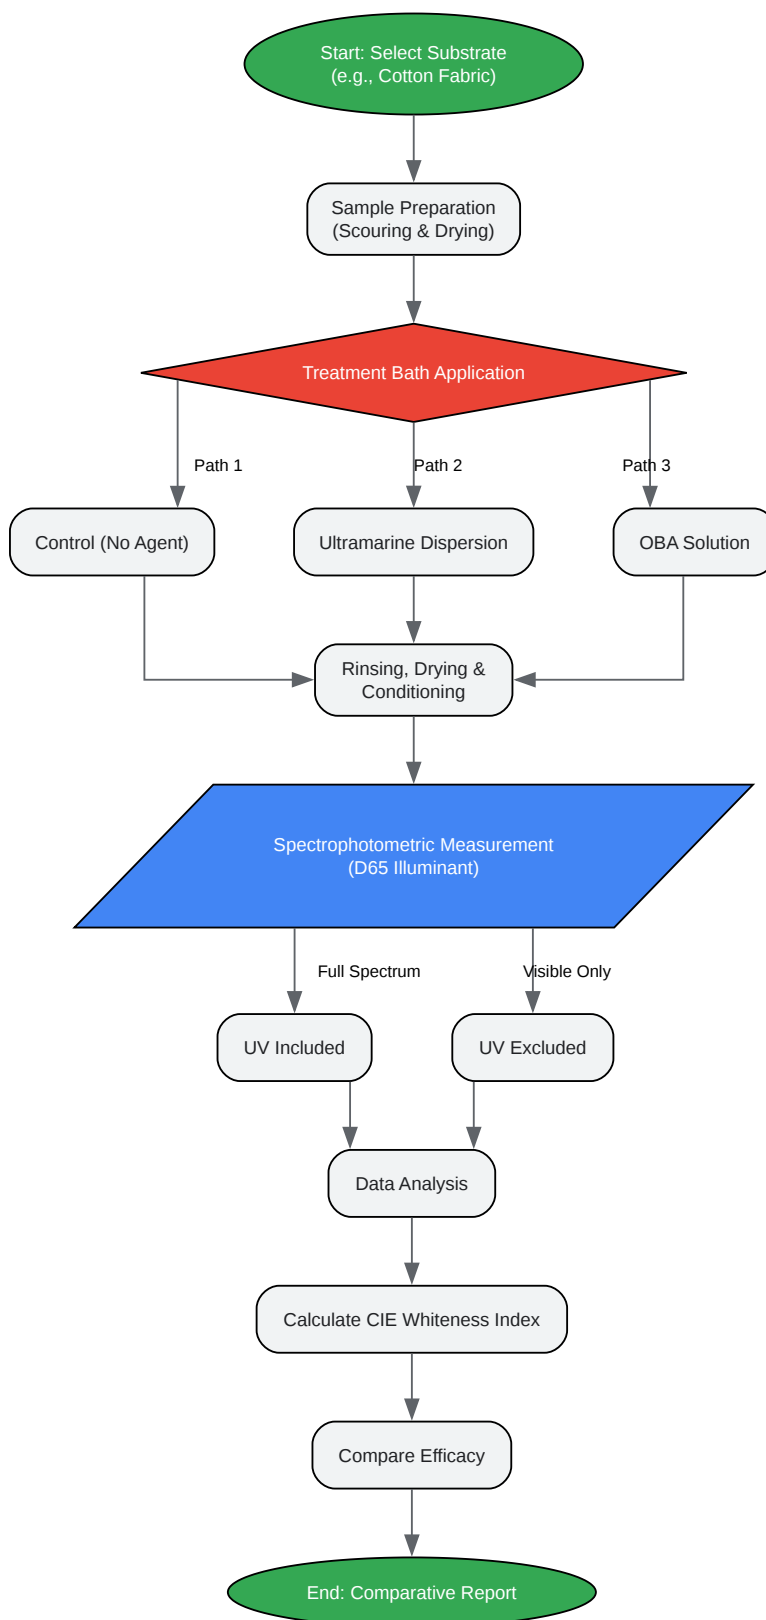 Start: Select Substrate
(e.g., Cotton Fabric)
Sample Preparation
(Scouring & Drying)
Treatment Bath Application
Path 1
Path 2
Path 3
Control (No Agent)
Ultramarine Dispersion
OBA Solution
Rinsing, Drying &
Conditioning
Spectrophotometric Measurement
(D65 Illuminant)
Full Spectrum
Visible Only
UV Included
UV Excluded
Data Analysis
Calculate CIE Whiteness Index
Compare Efficacy
End: Comparative Report